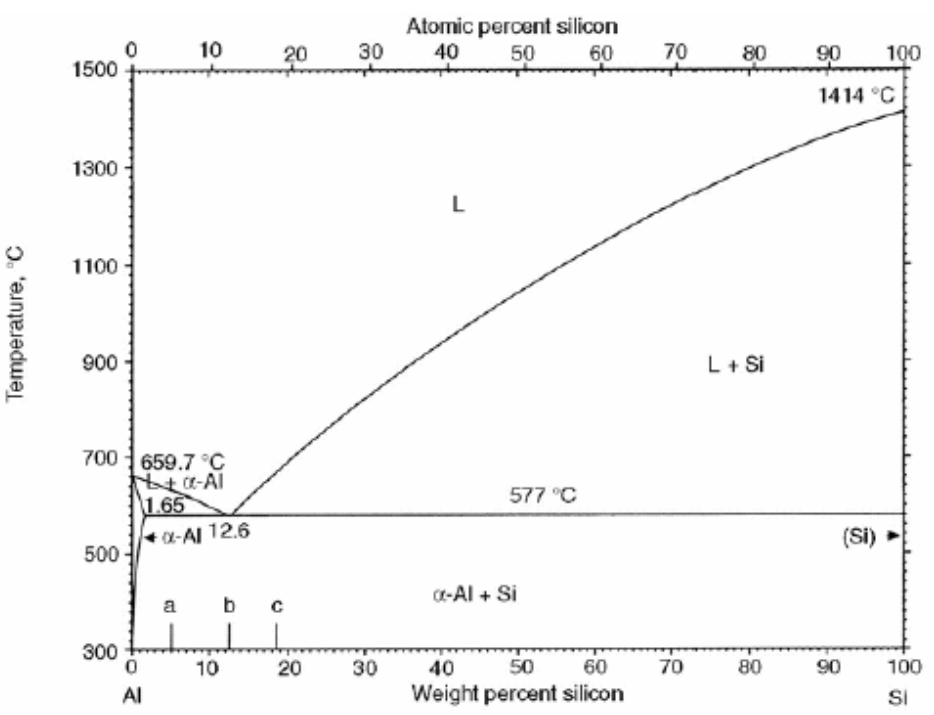 Atomic percent silicon
0 10 20 30 40 50 60 70 80 90 100
1500
1414 °C
1300
L
1100
Temperature, °C
900
L + Si
700
659.7 °C
L + α-Al
1.65
577 °C
α-Al 12.6
(Si)
500
α-Al + Si
a b c
300
0 10 20 30 40 50 60 70 80 90 100
Al Weight percent silicon Si